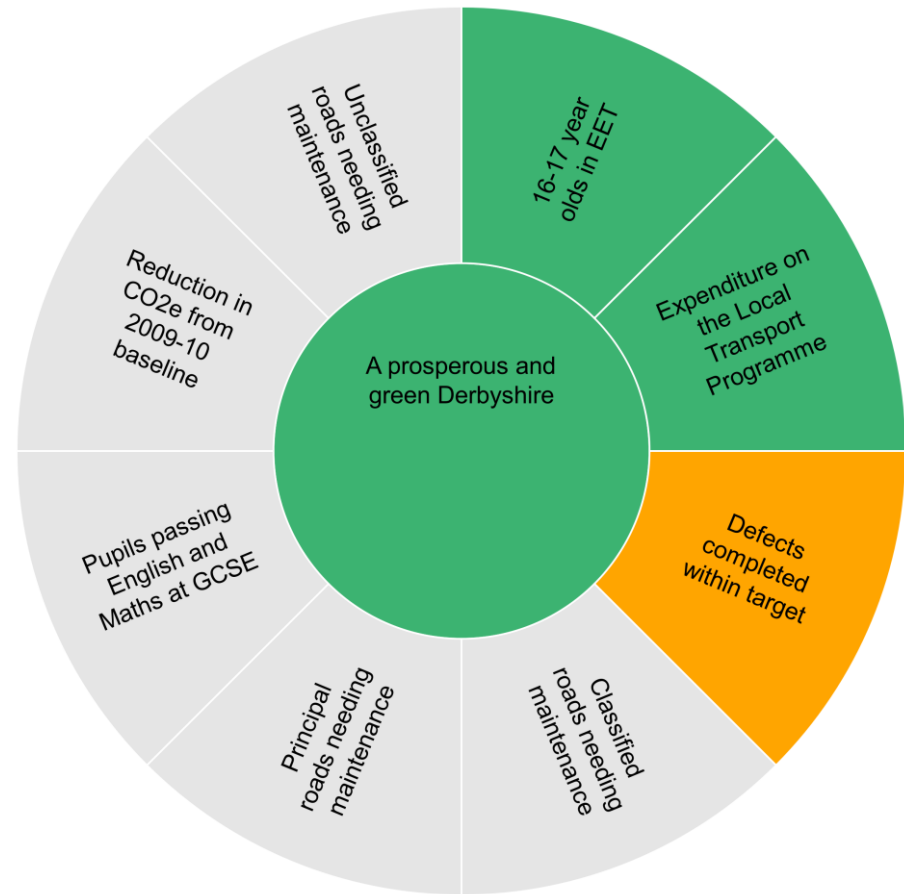 A prosperous and
green Derbyshire
16-17 year
olds in EET
Expenditure on
the Local
Transport
Programme
Defects
completed
within target
Classified
roads needing
maintenance
Principal
roads needing
maintenance
Pupils passing
English and
Maths at GCSE
Reduction in
CO2e from
2009-10
baseline
Unclassified
roads needing
maintenance